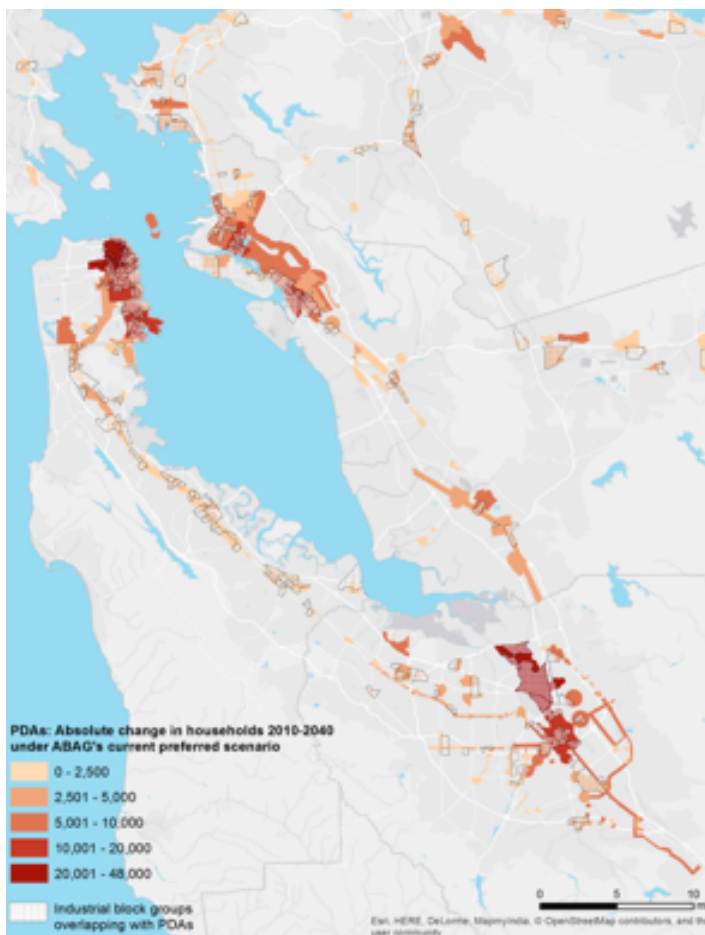 PDAs: Absolute change in households 2010-2040
under ABAG's current preferred scenario
0 - 2,500
2,501 - 5,000
5,001 - 10,000
10,001 - 20,000
20,001 - 48,000
Industrial block groups
overlapping with PDAs
0 5 10
Esri, HERE, DeLorme, MapmyIndia, © OpenStreetMap contributors, and the
user community